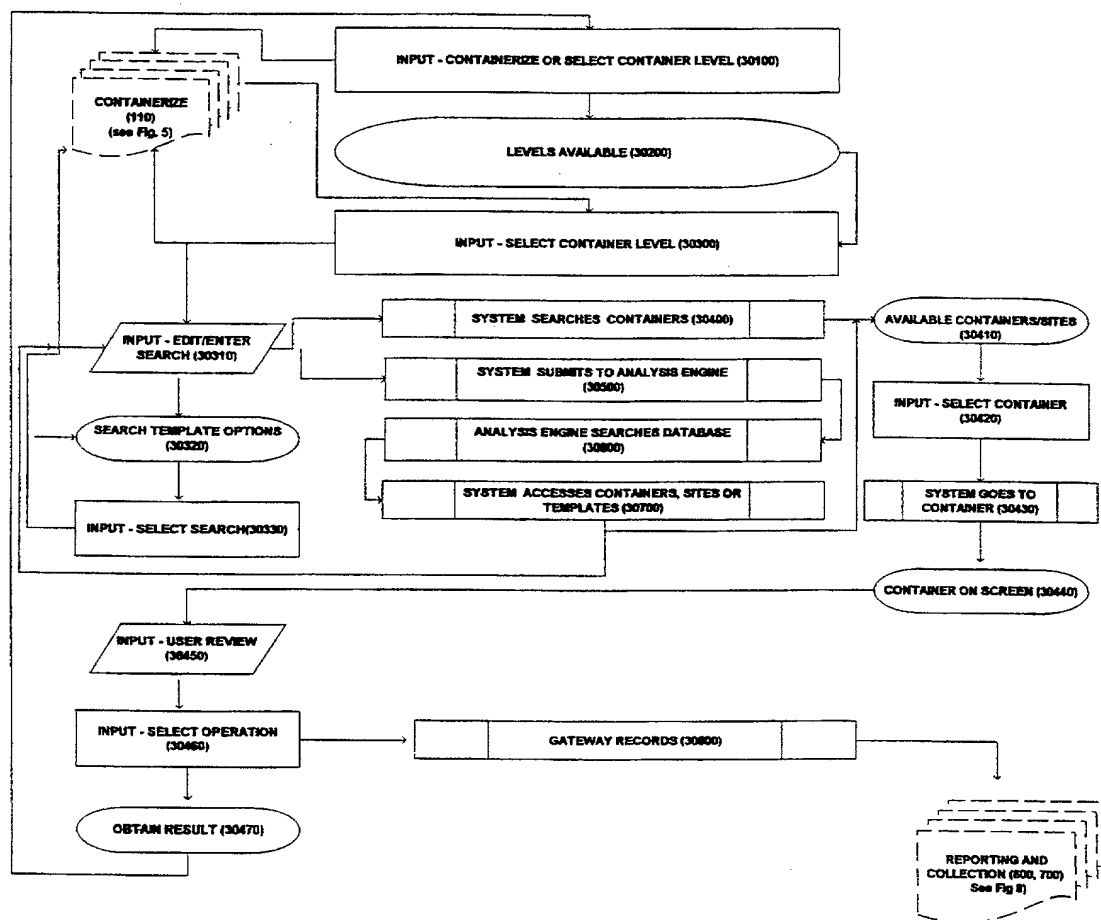 INPUT - CONTAINERIZE OR SELECT CONTAINER LEVEL (30100)
CONTAINERIZE
(110)
(see Fig. 5)
LEVELS AVAILABLE (30200)
INPUT - SELECT CONTAINER LEVEL (30300)
INPUT - EDIT/ENTER
SEARCH (30310)
SYSTEM SEARCHES CONTAINERS (30400)
AVAILABLE CONTAINERS/SITES
(30410)
SYSTEM SUBMITS TO ANALYSIS ENGINE
(30500)
INPUT - SELECT CONTAINER
(30420)
SEARCH TEMPLATE OPTIONS
(30320)
ANALYSIS ENGINE SEARCHES DATABASE
SYSTEM ACCESSES CONTAINERS, SITES OR
TEMPLATES (30700)
SYSTEM GOES TO
CONTAINER (30430)
INPUT - SELECT SEARCH(30330)
CONTAINER ON SCREEN (30440)
INPUT - USER REVIEW
(30450)
INPUT - SELECT OPERATION
(30460)
GATEWAY RECORDS
OBTAIN RESULT (30470)
REPORTING AND
COLLECTION (600, 700)
See Fig 8)